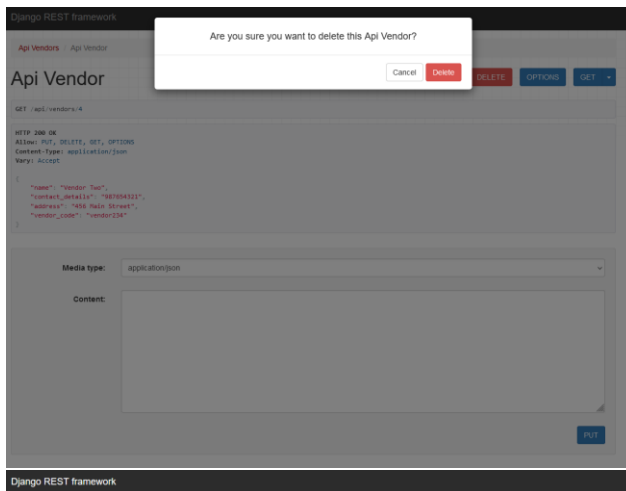 Django REST framework
Are you sure you want to delete this Api Vendor?
Cancel Delete
Api Vendors / Api Vendor
Api Vendor
DELETE OPTIONS GET
GET /api/vendors/4
HTTP 200 OK
Allow: PUT, DELETE, GET, OPTIONS
Content-Type: application/json
Vary: Accept
{
"name": "Vendor Two",
"contact_details": "987654321",
"address": "456 Main Street",
"vendor_code": "vendor234"
}
Media type: application/json
Content:
PUT
Django REST framework